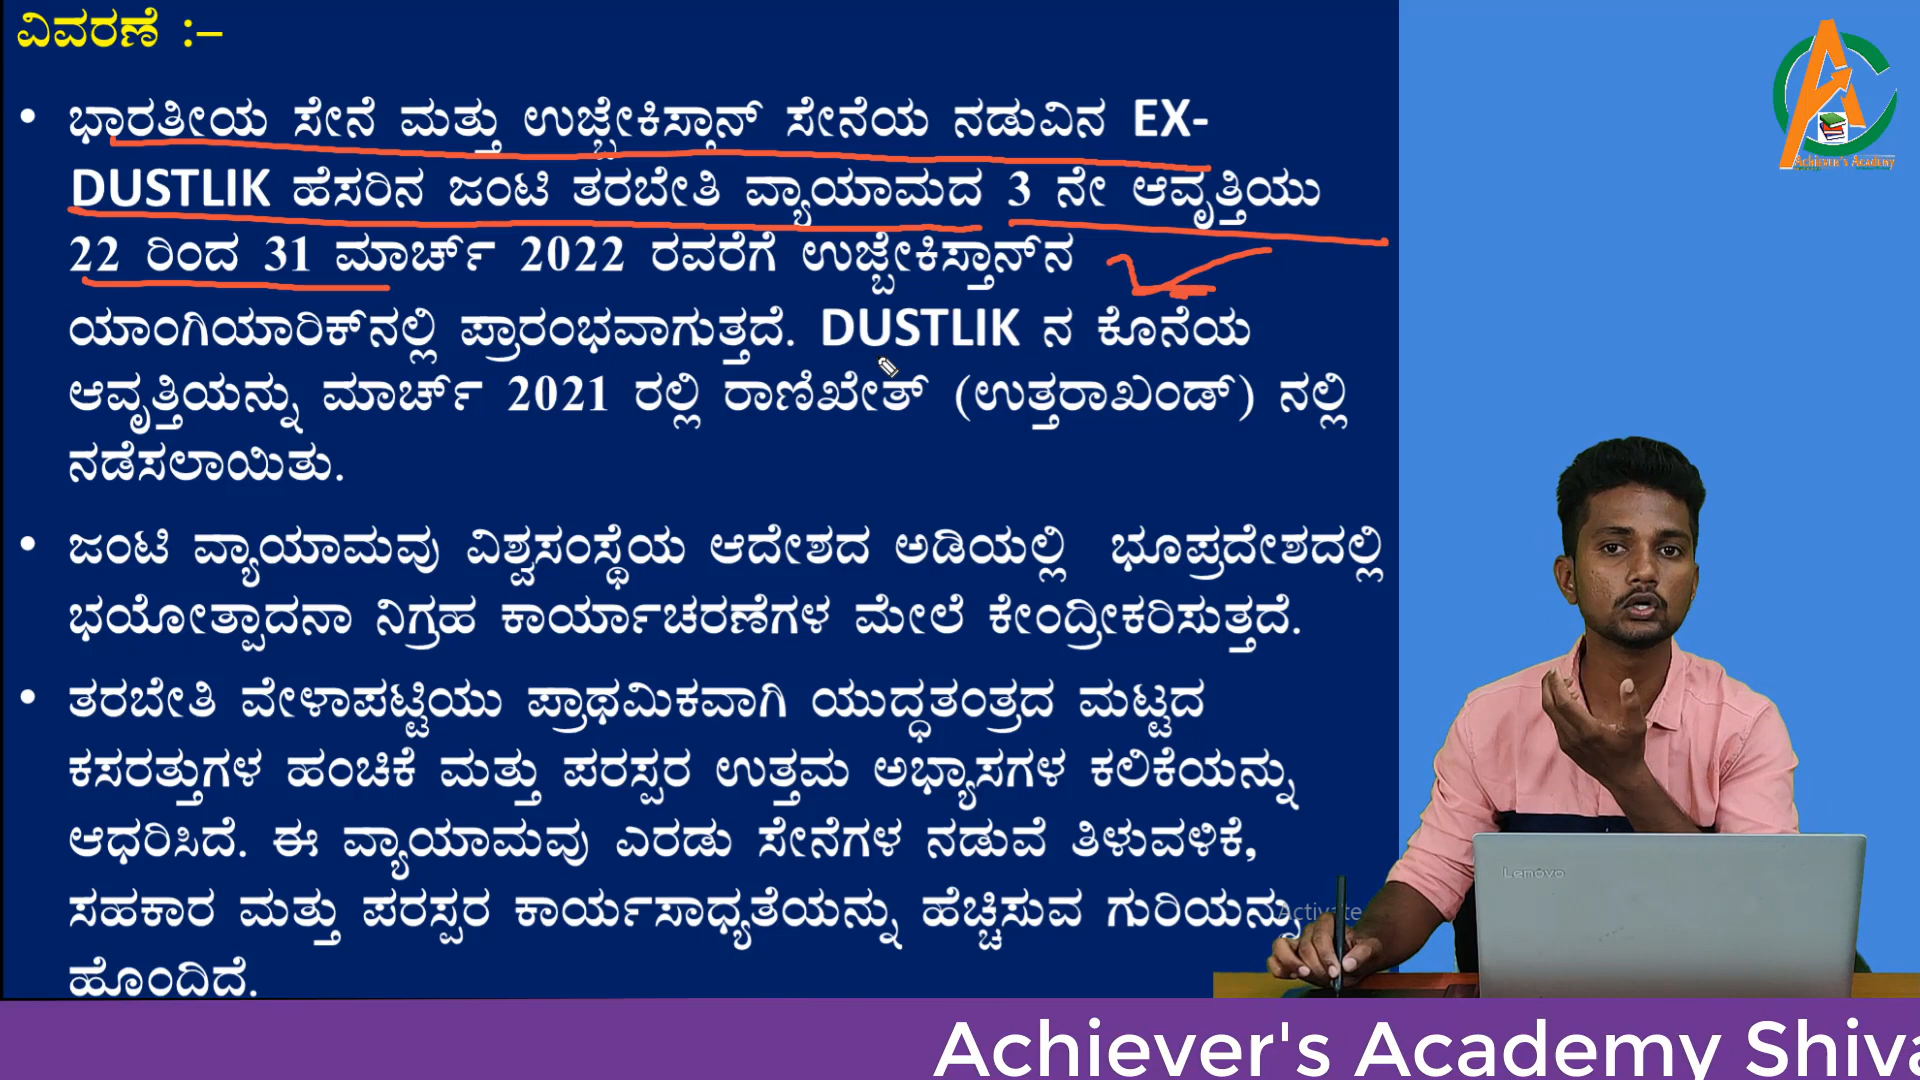 ವಿವರಣೆ :–
• ಭಾರತೀಯ ಸೇನೆ ಮತ್ತು ಉಜ್ಬೇಕಿಸ್ತಾನ್ ಸೇನೆಯ ನಡುವಿನ EX-
DUSTLIK ಹೆಸರಿನ ಜಂಟಿ ತರಬೇತಿ ವ್ಯಾಯಾಮದ 3 ನೇ ಆವೃತ್ತಿಯು
22 ರಿಂದ 31 ಮಾರ್ಚ್ 2022 ರವರೆಗೆ ಉಜ್ಬೇಕಿಸ್ತಾನ್‌ನ
ಯಾಂಗಿಯಾರಿಕ್‌ನಲ್ಲಿ ಪ್ರಾರಂಭವಾಗುತ್ತದೆ. DUSTLIK ನ ಕೊನೆಯ
ಆವೃತ್ತಿಯನ್ನು ಮಾರ್ಚ್ 2021 ರಲ್ಲಿ ರಾಣಿಖೇತ್ (ಉತ್ತರಾಖಂಡ್) ನಲ್ಲಿ
ನಡೆಸಲಾಯಿತು.
• ಜಂಟಿ ವ್ಯಾಯಾಮವು ವಿಶ್ವಸಂಸ್ಥೆಯ ಆದೇಶದ ಅಡಿಯಲ್ಲಿ ಭೂಪ್ರದೇಶದಲ್ಲಿ
ಭಯೋತ್ಪಾದನಾ ನಿಗ್ರಹ ಕಾರ್ಯಾಚರಣೆಗಳ ಮೇಲೆ ಕೇಂದ್ರೀಕರಿಸುತ್ತದೆ.
• ತರಬೇತಿ ವೇಳಾಪಟ್ಟಿಯು ಪ್ರಾಥಮಿಕವಾಗಿ ಯುದ್ಧತಂತ್ರದ ಮಟ್ಟದ
ಕಸರತ್ತುಗಳ ಹಂಚಿಕೆ ಮತ್ತು ಪರಸ್ಪರ ಉತ್ತಮ ಅಭ್ಯಾಸಗಳ ಕಲಿಕೆಯನ್ನು
ಆಧರಿಸಿದೆ. ಈ ವ್ಯಾಯಾಮವು ಎರಡು ಸೇನೆಗಳ ನಡುವೆ ತಿಳುವಳಿಕೆ,
ಸಹಕಾರ ಮತ್ತು ಪರಸ್ಪರ ಕಾರ್ಯಸಾಧ್ಯತೆಯನ್ನು ಹೆಚ್ಚಿಸುವ ಗುರಿಯನ್ನು
ಹೊಂದಿದೆ.
Activate
Achiever's Academy
Lenovo
Achiever's Academy Shiva